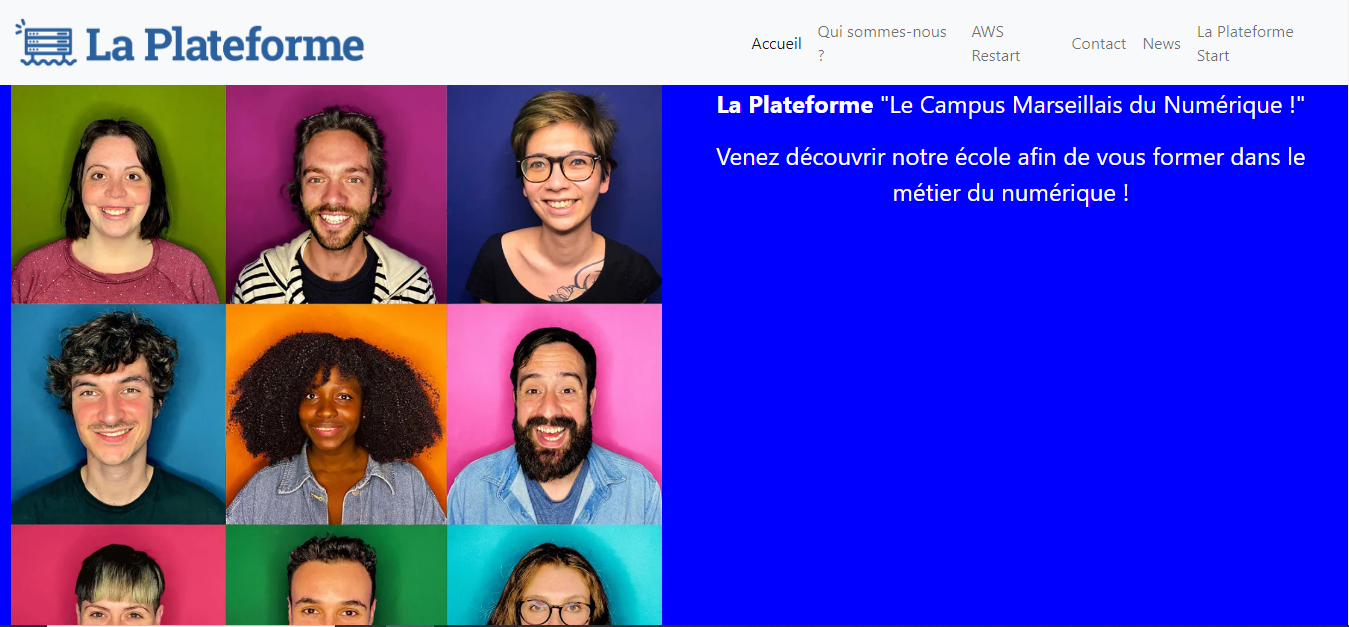 La Plateforme
Accueil
Qui sommes-nous
?
AWS
Restart
Contact
News
La Plateforme
Start
La Plateforme "Le Campus Marseillais du Numérique !"
Venez découvrir notre école afin de vous former dans le
métier du numérique !